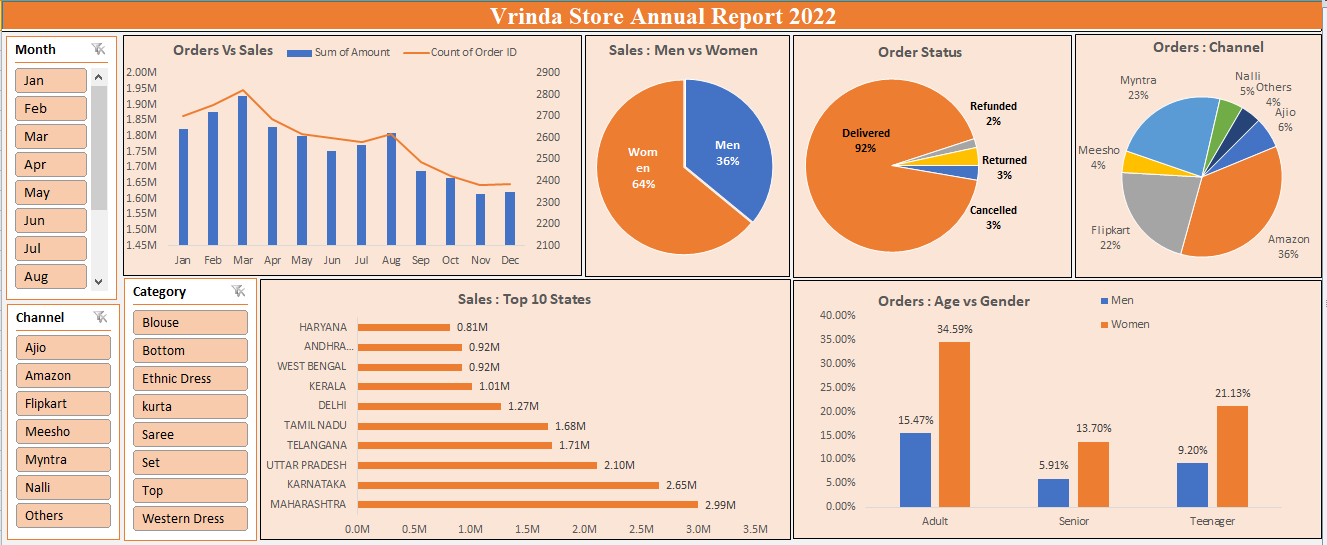 Vrinda Store Annual Report 2022
Month
Jan
Feb
Mar
Apr
May
Jun
Jul
Aug
Channel
Ajio
Amazon
Flipkart
Meesho
Myntra
Nalli
Others
Orders Vs Sales
Sum of Amount
Count of Order ID
2.00M
1.95M
1.90M
1.85M
1.80M
1.75M
1.70M
1.65M
1.60M
1.55M
1.50M
1.45M
2900
2800
2700
2600
2500
2400
2300
2200
2100
Jan Feb Mar Apr May Jun Jul Aug Sep Oct Nov Dec
Sales : Men vs Women
Wom
en
64%
Men
36%
Order Status
Delivered
92%
Refunded
2%
Returned
3%
Cancelled
3%
Orders : Channel
Myntra
23%
Nalli
5%
Others
4%
Ajio
6%
Meesho
4%
Flipkart
22%
Amazon
36%
Category
Blouse
Bottom
Ethnic Dress
kurta
Saree
Set
Top
Western Dress
Sales : Top 10 States
HARYANA 0.81M
ANDHRA... 0.92M
WEST BENGAL 0.92M
KERALA 1.01M
DELHI 1.27M
TAMIL NADU 1.68M
TELANGANA 1.71M
UTTAR PRADESH 2.10M
KARNATAKA 2.65M
MAHARASHTRA 2.99M
0.0M 0.5M 1.0M 1.5M 2.0M 2.5M 3.0M 3.5M
Orders : Age vs Gender
Men
Women
40.00%
35.00%
30.00%
25.00%
20.00%
15.00%
10.00%
5.00%
0.00%
15.47%
34.59%
5.91%
13.70%
9.20%
21.13%
Adult Senior Teenager